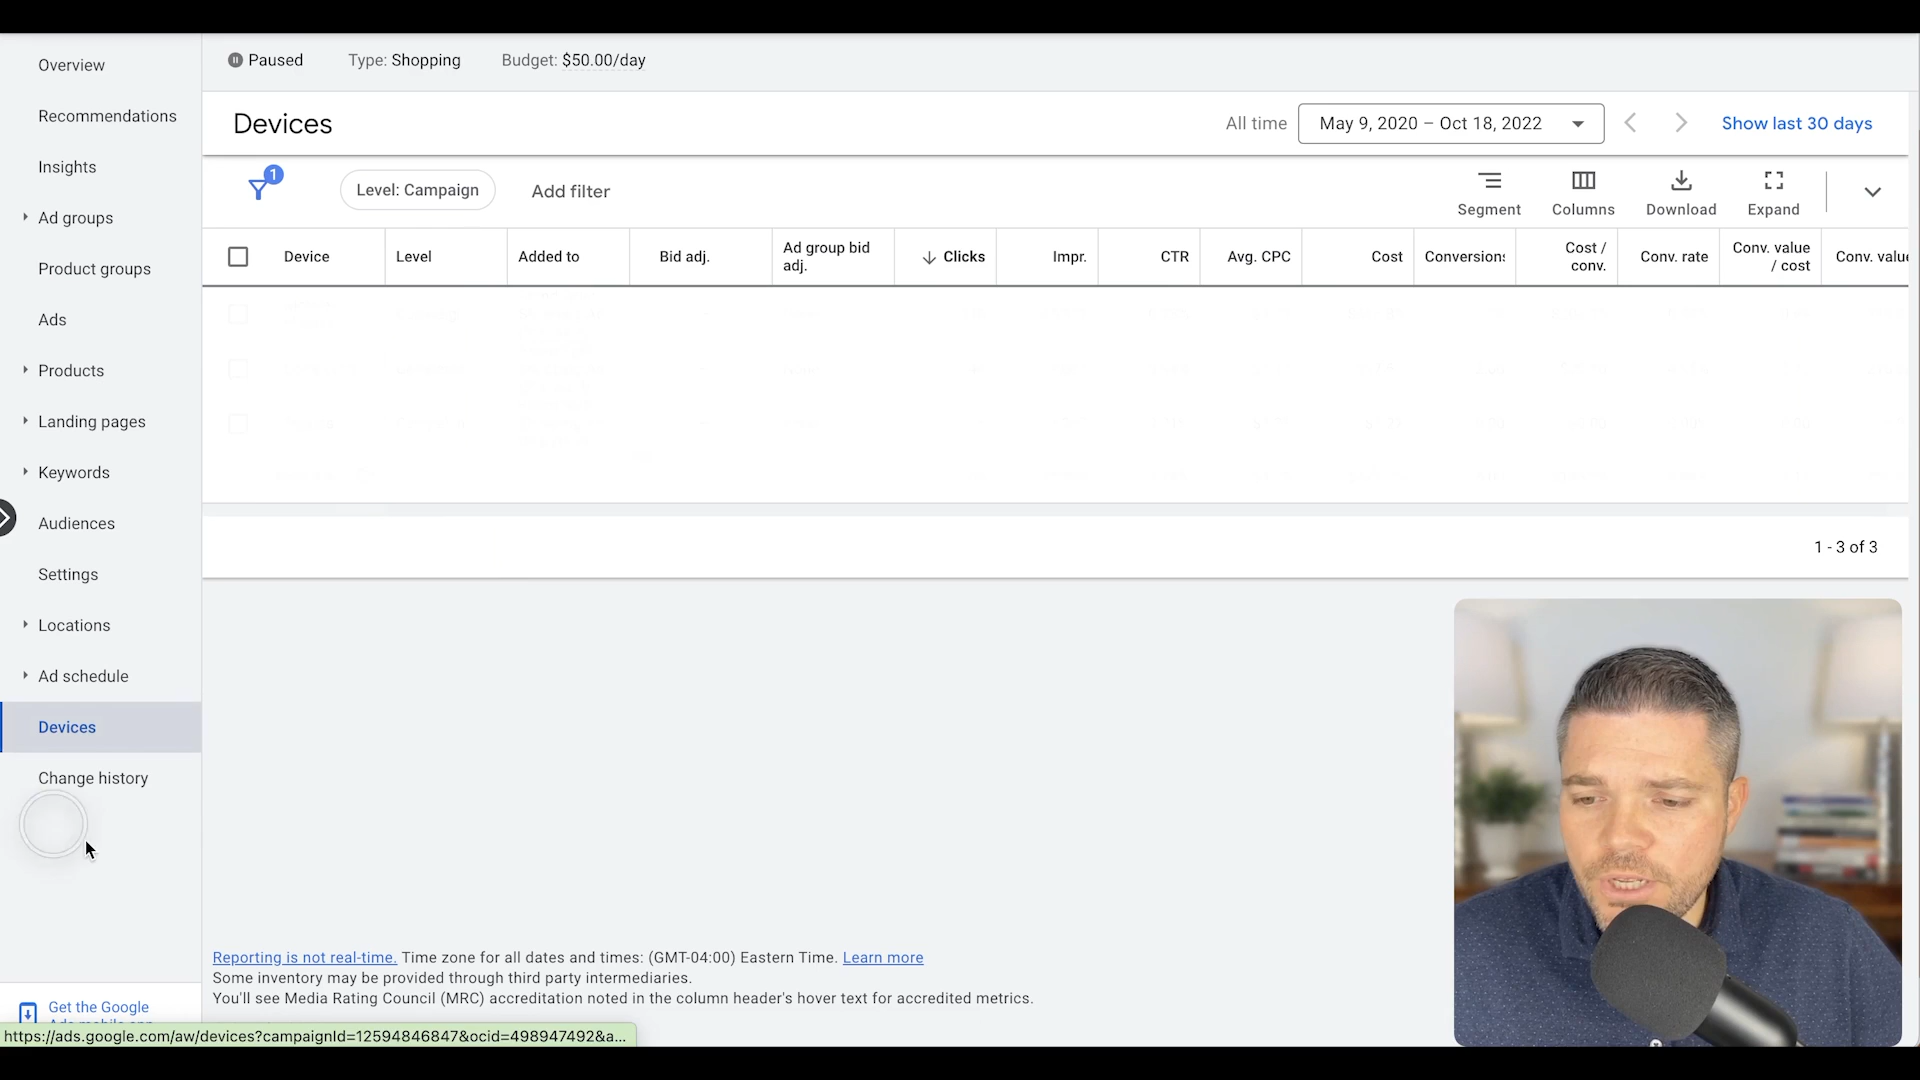 Overview
Recommendations
Insights
Ad groups
Product groups
Ads
Products
Landing pages
Keywords
Audiences
Settings
Locations
Ad schedule
Devices
Change history
Get the Google
Paused
Type: Shopping
Budget: $50.00/day
Devices
All time
May 9, 2020 – Oct 18, 2022
Show last 30 days
1
Level: Campaign
Add filter
Segment
Columns
Download
Expand
Device
Level
Added to
Bid adj.
Ad group bid
adj.
Clicks
Impr.
CTR
Avg. CPC
Cost
Conversions
Cost /
conv.
Conv. rate
Conv. value
/ cost
Conv. value
1 - 3 of 3
Reporting is not real-time. Time zone for all dates and times: (GMT-04:00) Eastern Time. Learn more
Some inventory may be provided through third party intermediaries.
You'll see Media Rating Council (MRC) accreditation noted in the column header's hover text for accredited metrics.
https://ads.google.com/aw/devices?campaignId=12594846847&ocid=498947492&a...